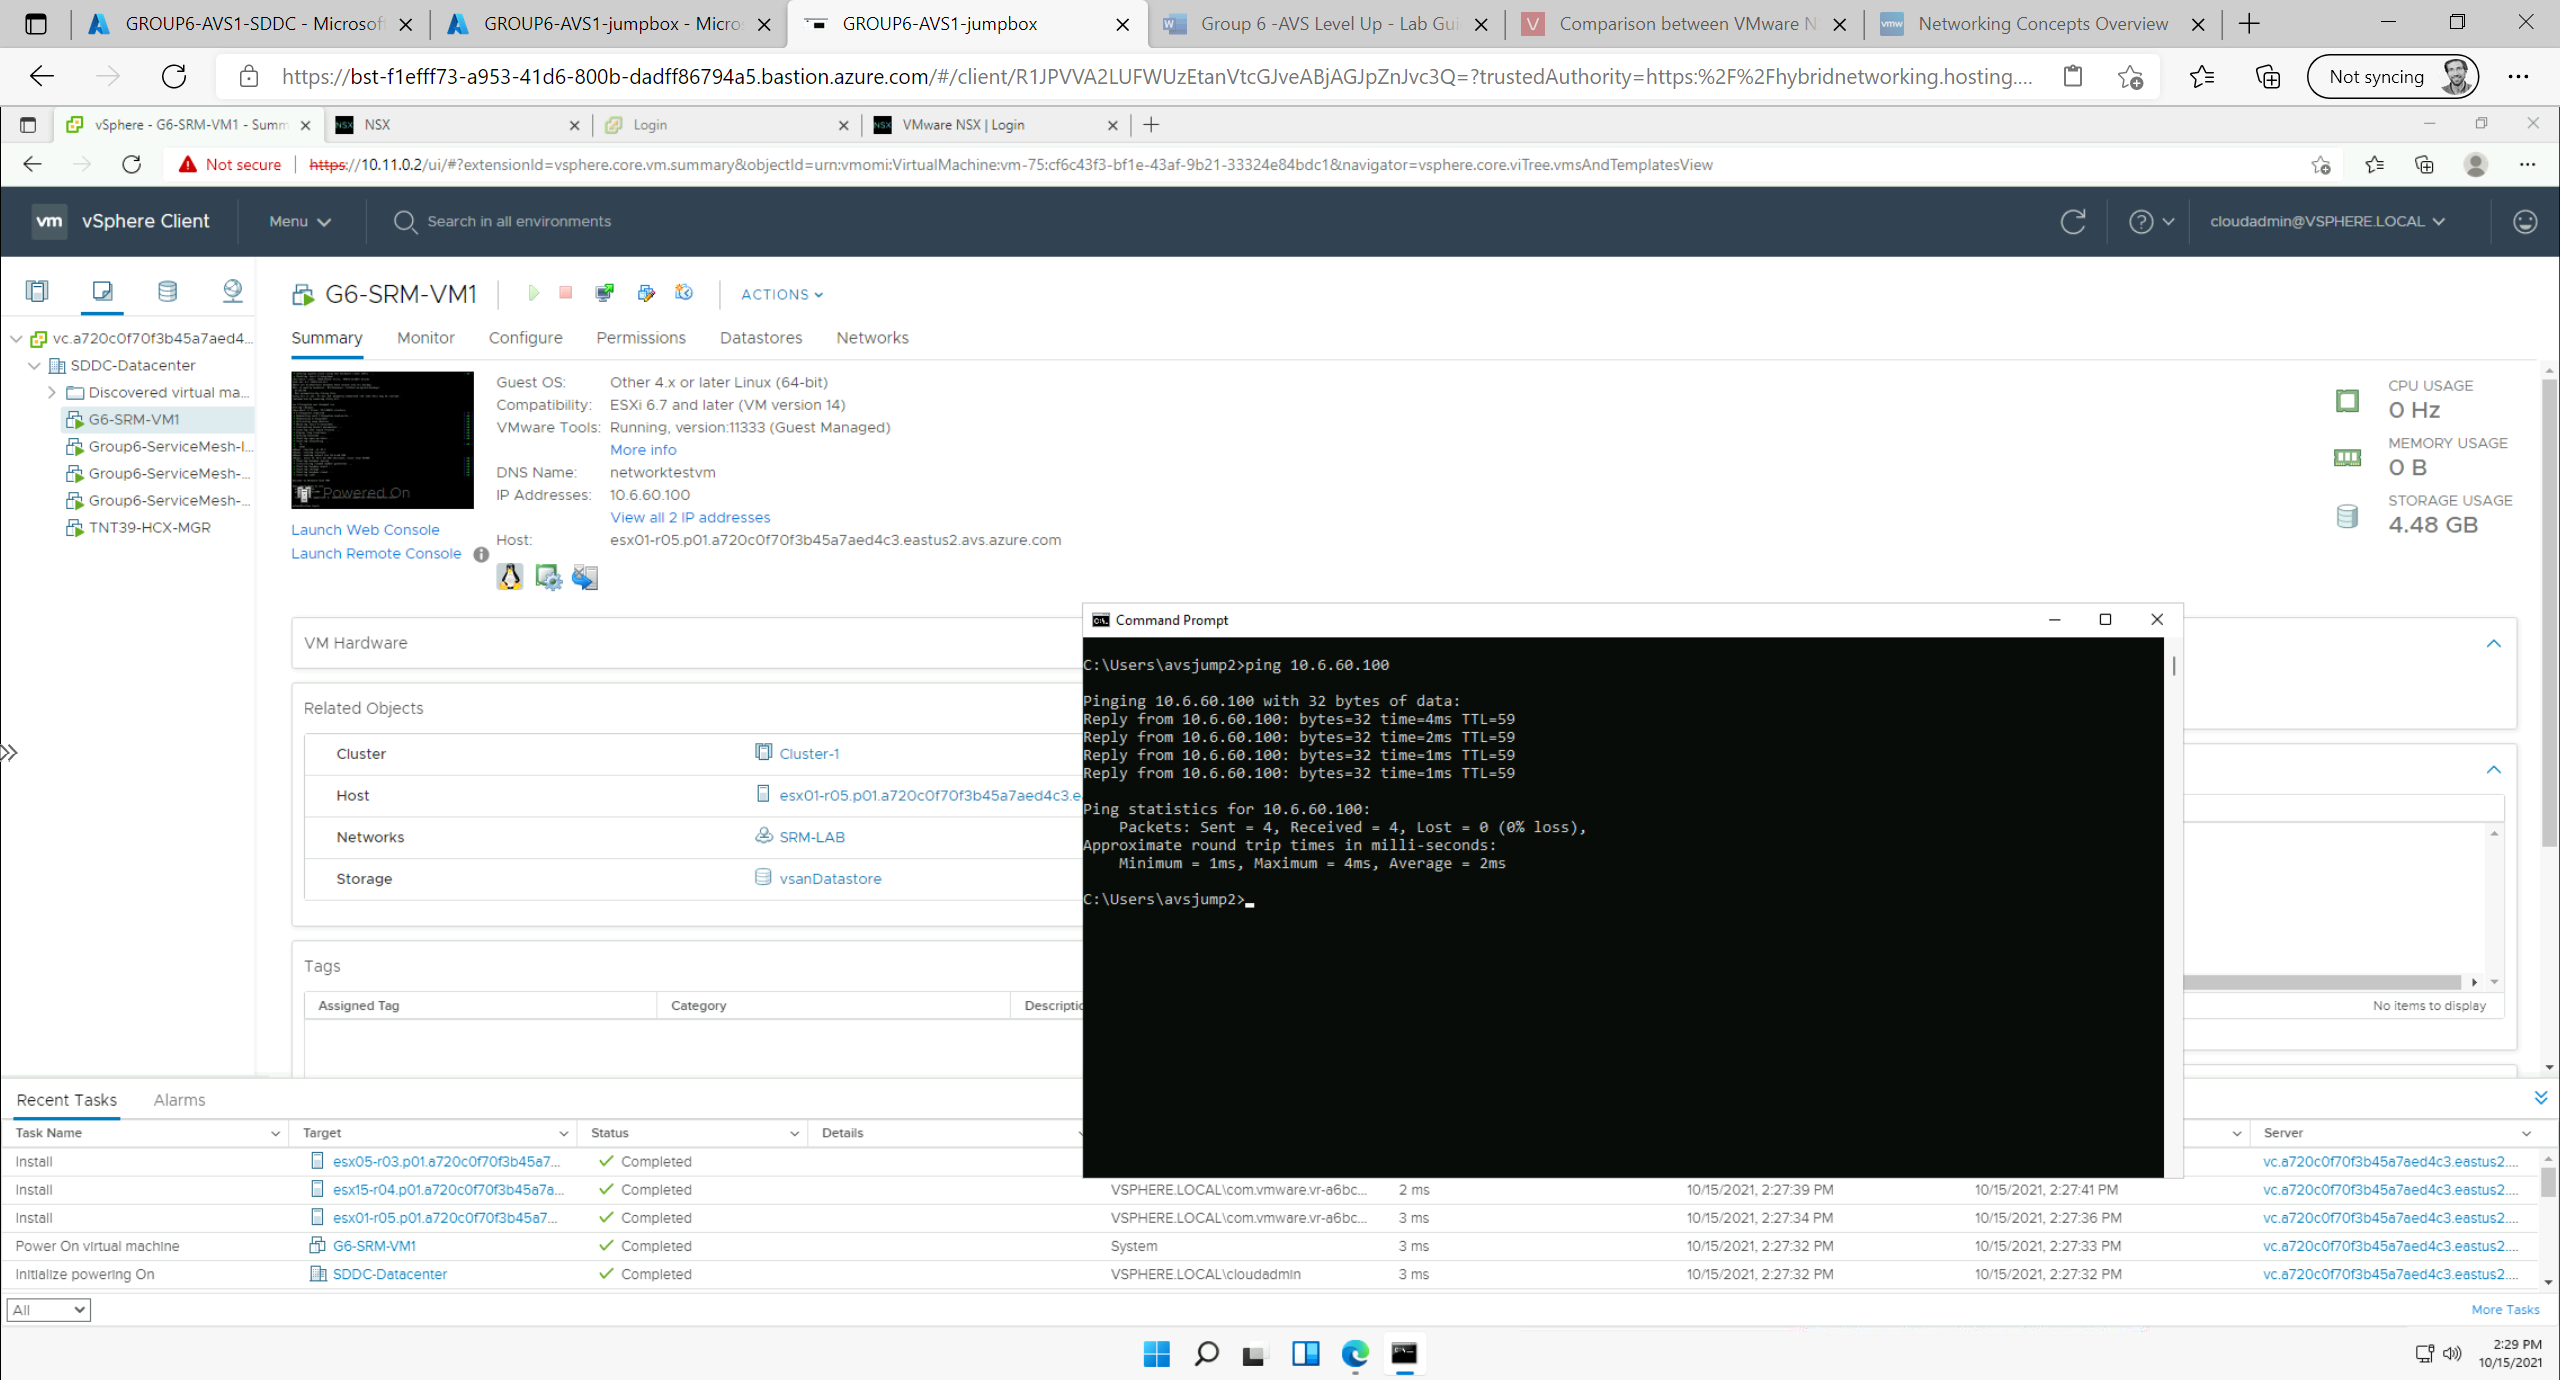 GROUP6-AVS1-SDDC - Microsof
GROUP6-AVS1-jumpbox - Micro
GROUP6-AVS1-jumpbox
Group 6 -AVS Level Up - Lab Gui
Comparison between VMware N
Networking Concepts Overview
https://bst-f1efff73-a953-41d6-800b-dadff86794a5.bastion.azure.com/#/client/R1JPVVA2LUFWUzEtanVtcGJveABjAGJpZnJvc3Q=?trustedAuthority=https:%2F%2Fhybridnetworking.hosting....
Not syncing
vSphere - G6-SRM-VM1 - Summ
NSX
Login
VMware NSX | Login
Not secure
https://10.11.0.2/ui/#?extensionId=vsphere.core.vm.summary&objectId=urn:vmomi:VirtualMachine:vm-75:cf6c43f3-bf1e-43af-9b21-33324e84bdc1&navigator=vsphere.core.viTree.vmsAndTemplatesView
vm vSphere Client
Menu
Search in all environments
cloudadmin@VSPHERE.LOCAL
vc.a720c0f70f3b45a7aed4...
SDDC-Datacenter
Discovered virtual ma...
G6-SRM-VM1
Group6-ServiceMesh-I...
Group6-ServiceMesh-...
Group6-ServiceMesh-...
TNT39-HCX-MGR
G6-SRM-VM1
ACTIONS
Summary Monitor Configure Permissions Datastores Networks
Powered On
Launch Web Console
Launch Remote Console
Guest OS: Other 4.x or later Linux (64-bit)
Compatibility: ESXi 6.7 and later (VM version 14)
VMware Tools: Running, version:11333 (Guest Managed)
More info
DNS Name: networktestvm
IP Addresses: 10.6.60.100
View all 2 IP addresses
Host: esx01-r05.p01.a720c0f70f3b45a7aed4c3.eastus2.avs.azure.com
CPU USAGE
0 Hz
MEMORY USAGE
0 B
STORAGE USAGE
4.48 GB
VM Hardware
Related Objects
Cluster Cluster-1
Host esx01-r05.p01.a720c0f70f3b45a7aed4c3.e
Networks SRM-LAB
Storage vsanDatastore
Tags
Assigned Tag Category Descriptio
No items to display
Command Prompt
C:\Users\avsjump2>ping 10.6.60.100
Pinging 10.6.60.100 with 32 bytes of data:
Reply from 10.6.60.100: bytes=32 time=4ms TTL=59
Reply from 10.6.60.100: bytes=32 time=2ms TTL=59
Reply from 10.6.60.100: bytes=32 time=1ms TTL=59
Reply from 10.6.60.100: bytes=32 time=1ms TTL=59
Ping statistics for 10.6.60.100:
Packets: Sent = 4, Received = 4, Lost = 0 (0% loss),
Approximate round trip times in milli-seconds:
Minimum = 1ms, Maximum = 4ms, Average = 2ms
C:\Users\avsjump2>
Recent Tasks Alarms
Task Name Target Status Details Server
Install esx05-r03.p01.a720c0f70f3b45a7... Completed vc.a720c0f70f3b45a7aed4c3.eastus2....
Install esx15-r04.p01.a720c0f70f3b45a7a... Completed VSPHERE.LOCAL\com.vmware.vr-a6bc... 2 ms 10/15/2021, 2:27:39 PM 10/15/2021, 2:27:41 PM vc.a720c0f70f3b45a7aed4c3.eastus2....
Install esx01-r05.p01.a720c0f70f3b45a7... Completed VSPHERE.LOCAL\com.vmware.vr-a6bc... 3 ms 10/15/2021, 2:27:34 PM 10/15/2021, 2:27:36 PM vc.a720c0f70f3b45a7aed4c3.eastus2....
Power On virtual machine G6-SRM-VM1 Completed System 3 ms 10/15/2021, 2:27:32 PM 10/15/2021, 2:27:33 PM vc.a720c0f70f3b45a7aed4c3.eastus2....
Initialize powering On SDDC-Datacenter Completed VSPHERE.LOCAL\cloudadmin 3 ms 10/15/2021, 2:27:32 PM 10/15/2021, 2:27:32 PM vc.a720c0f70f3b45a7aed4c3.eastus2....
All
More Tasks
2:29 PM
10/15/2021